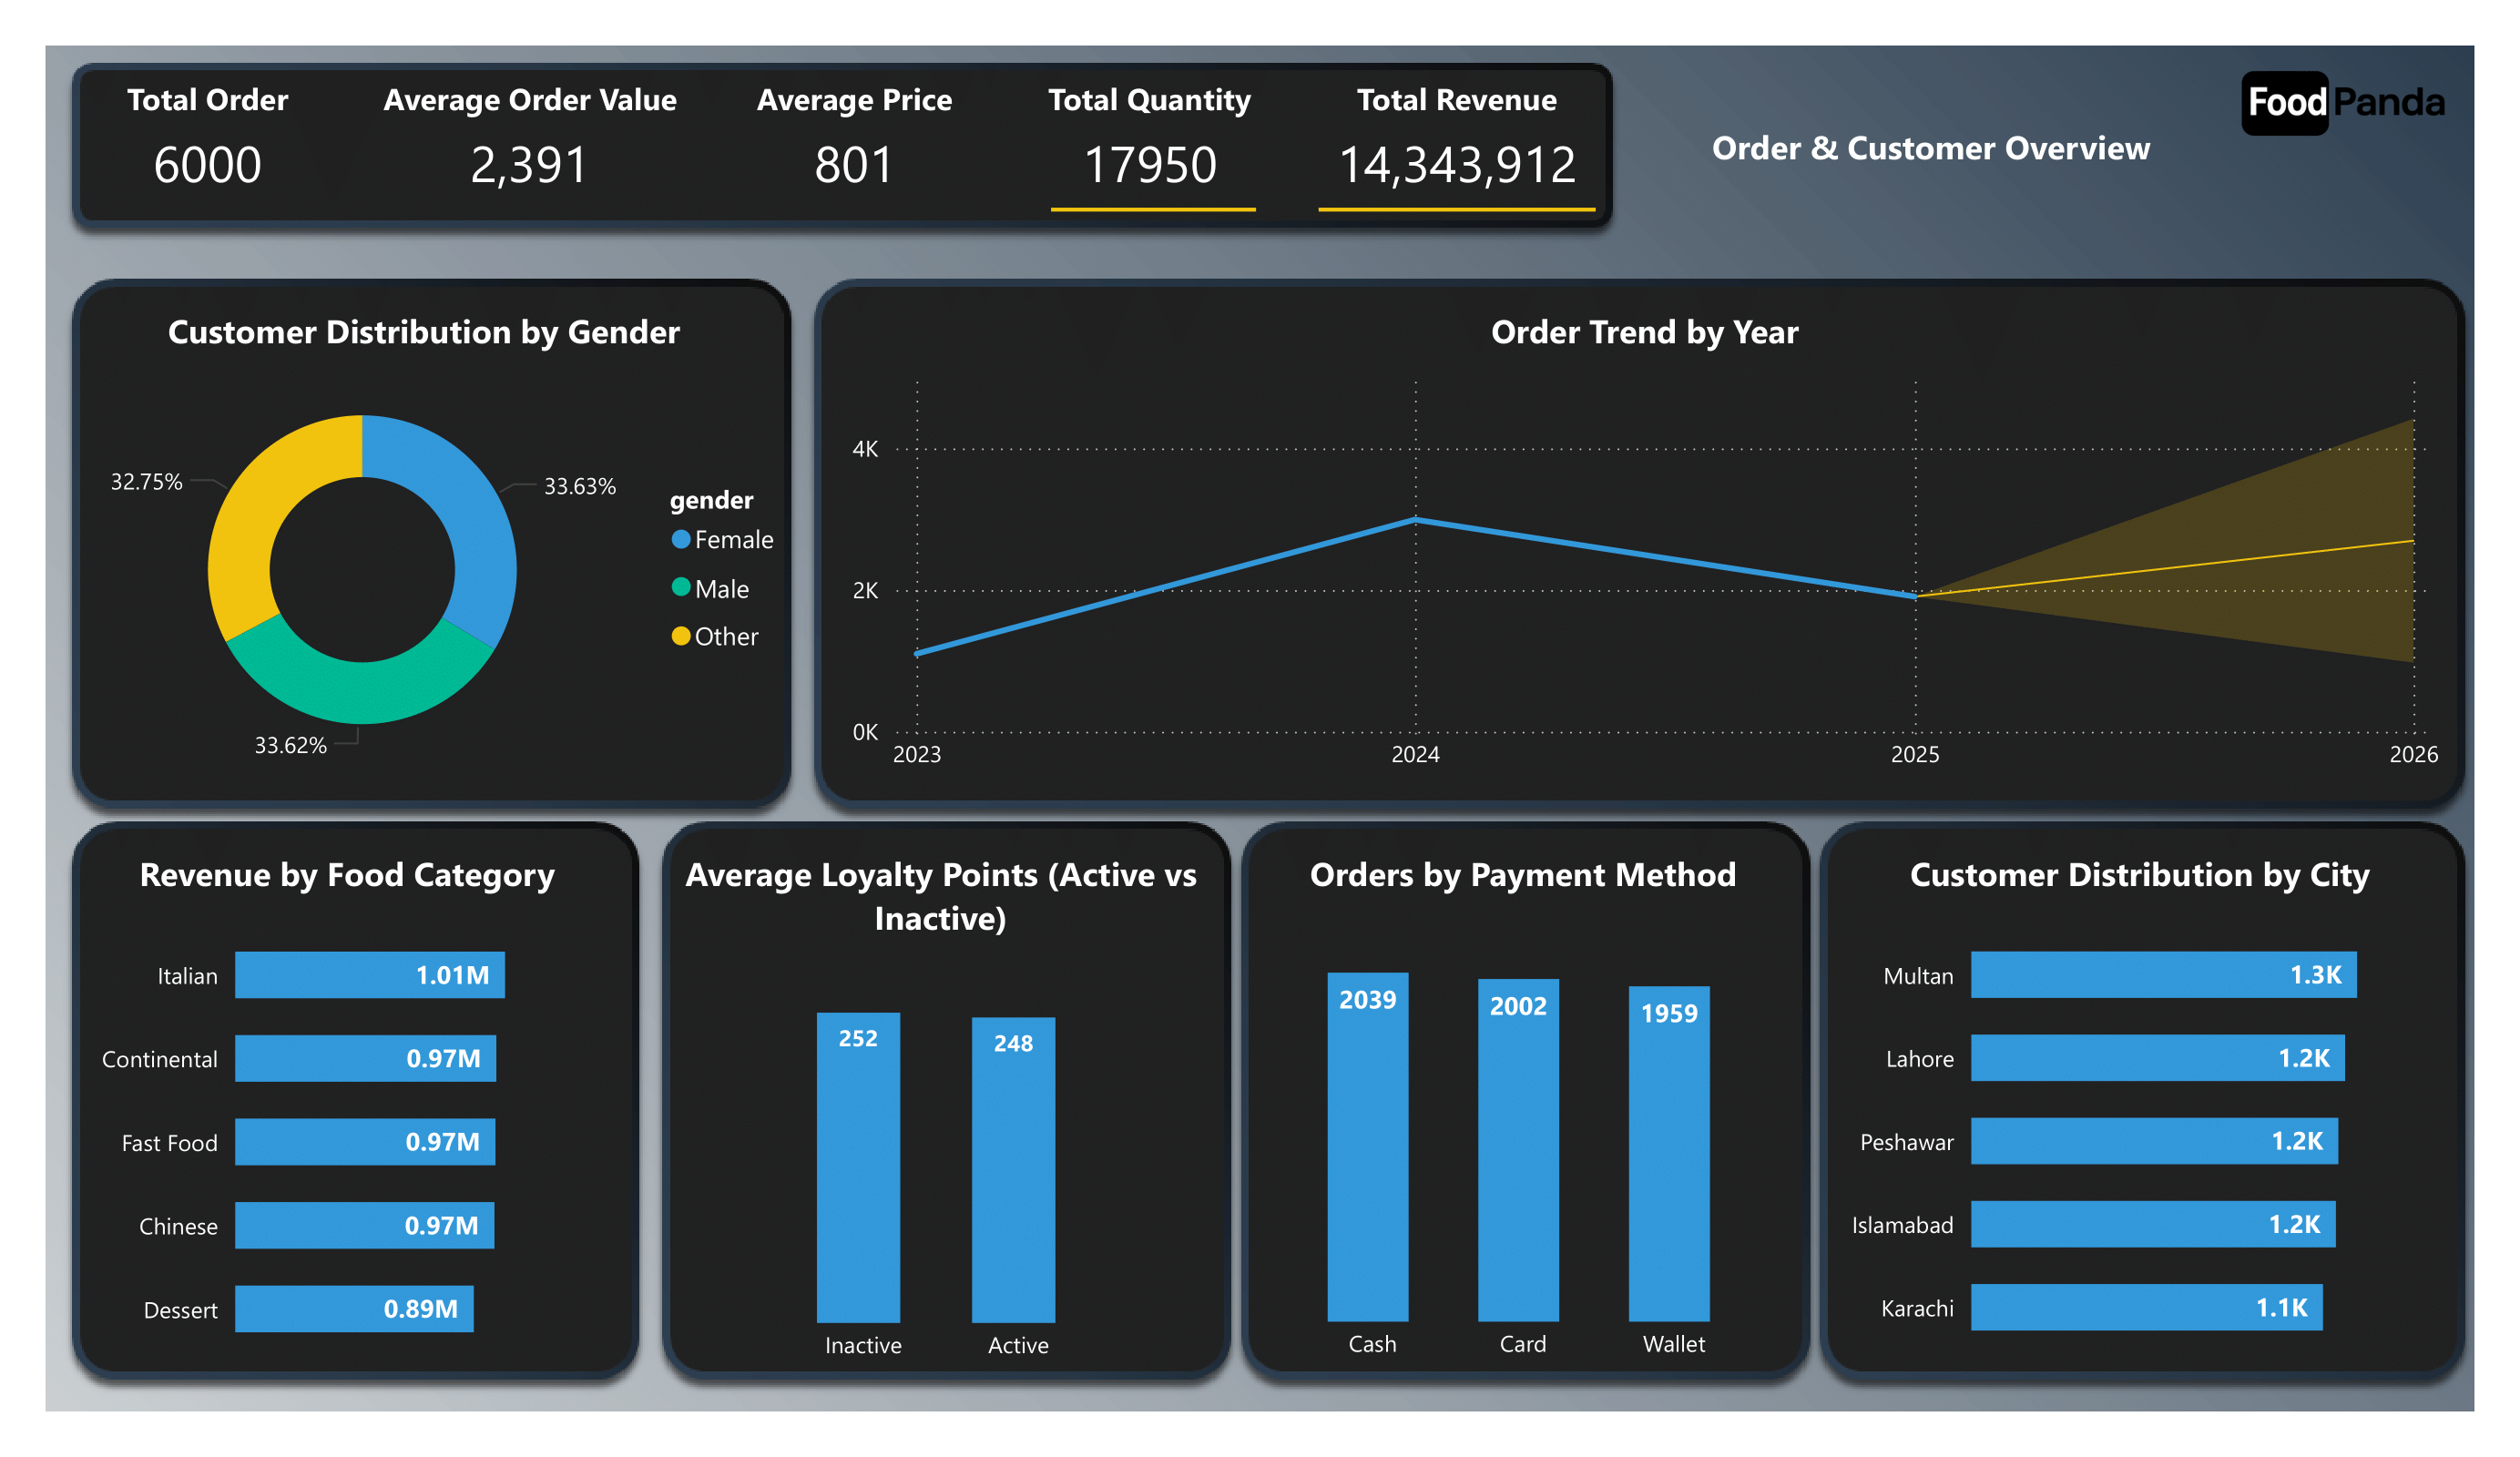 Total Order
6000
Average Order Value
2,391
Average Price
801
Total Quantity
17950
Total Revenue
14,343,912
Order & Customer Overview
FoodPanda
Customer Distribution by Gender
32.75%
33.63%
33.62%
gender
Female
Male
Other
Order Trend by Year
4K
2K
0K
2023
2024
2025
2026
Revenue by Food Category
Italian
1.01M
Continental
0.97M
Fast Food
0.97M
Chinese
0.97M
Dessert
0.89M
Average Loyalty Points (Active vs
Inactive)
252
248
Inactive
Active
Orders by Payment Method
2039
2002
1959
Cash
Card
Wallet
Customer Distribution by City
Multan
1.3K
Lahore
1.2K
Peshawar
1.2K
Islamabad
1.2K
Karachi
1.1K